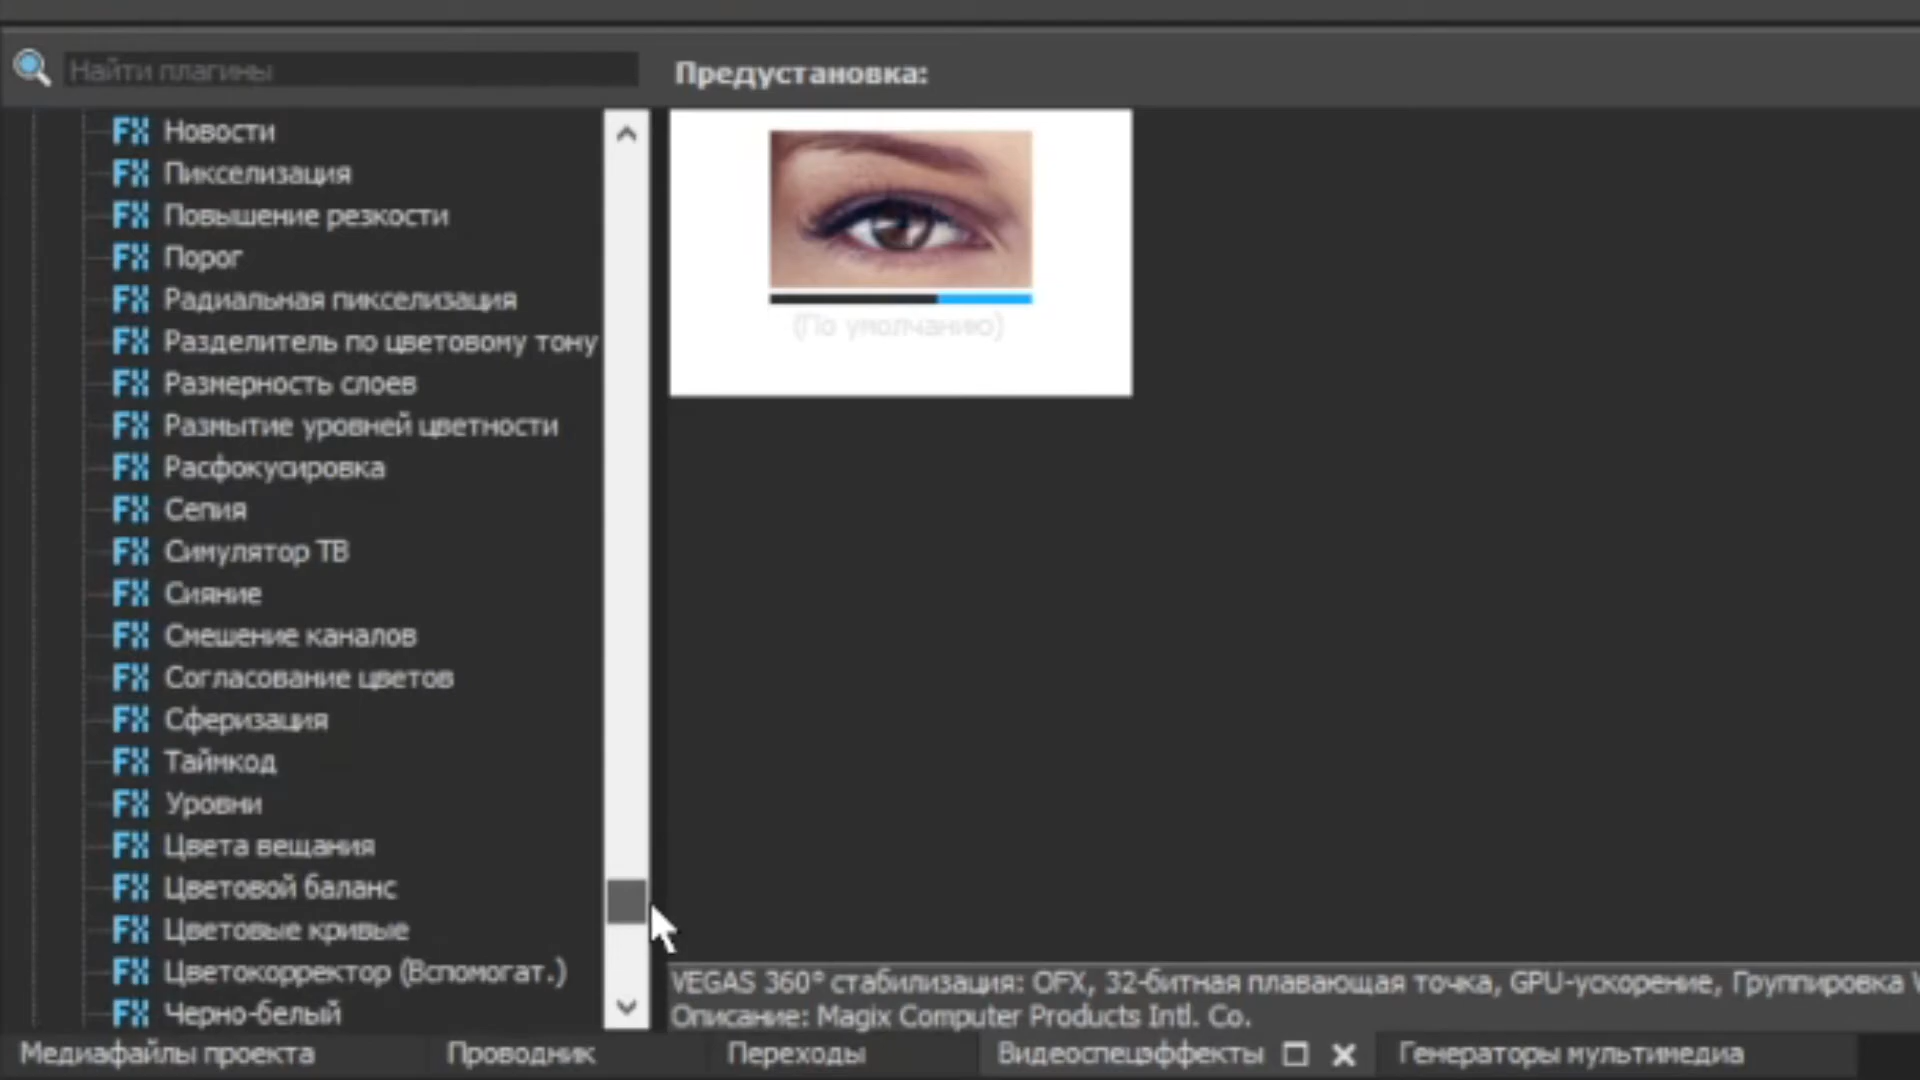 Найти плагины
Предустановка:
FX Новости
FX Пикселизация
FX Повышение резкости
FX Порог
FX Радиальная пикселизация
FX Разделитель по цветовому тону
FX Размерность слоев
FX Размытие уровней цветности
FX Расфокусировка
FX Сепия
FX Симулятор ТВ
FX Сияние
FX Смешение каналов
FX Согласование цветов
FX Сферизация
FX Таймкод
FX Уровни
FX Цвета вещания
FX Цветовой баланс
FX Цветовые кривые
FX Цветокорректор (Вспомогат.)
FX Черно-белый
(По умолчанию)
VEGAS 360° стабилизация: OFX, 32-битная плавающая точка, GPU-ускорение, Группировка V
Описание: Magix Computer Products Intl. Co.
Медиафайлы проекта
Проводник
Переходы
Видеоспецэффекты
Генераторы мультимедиа